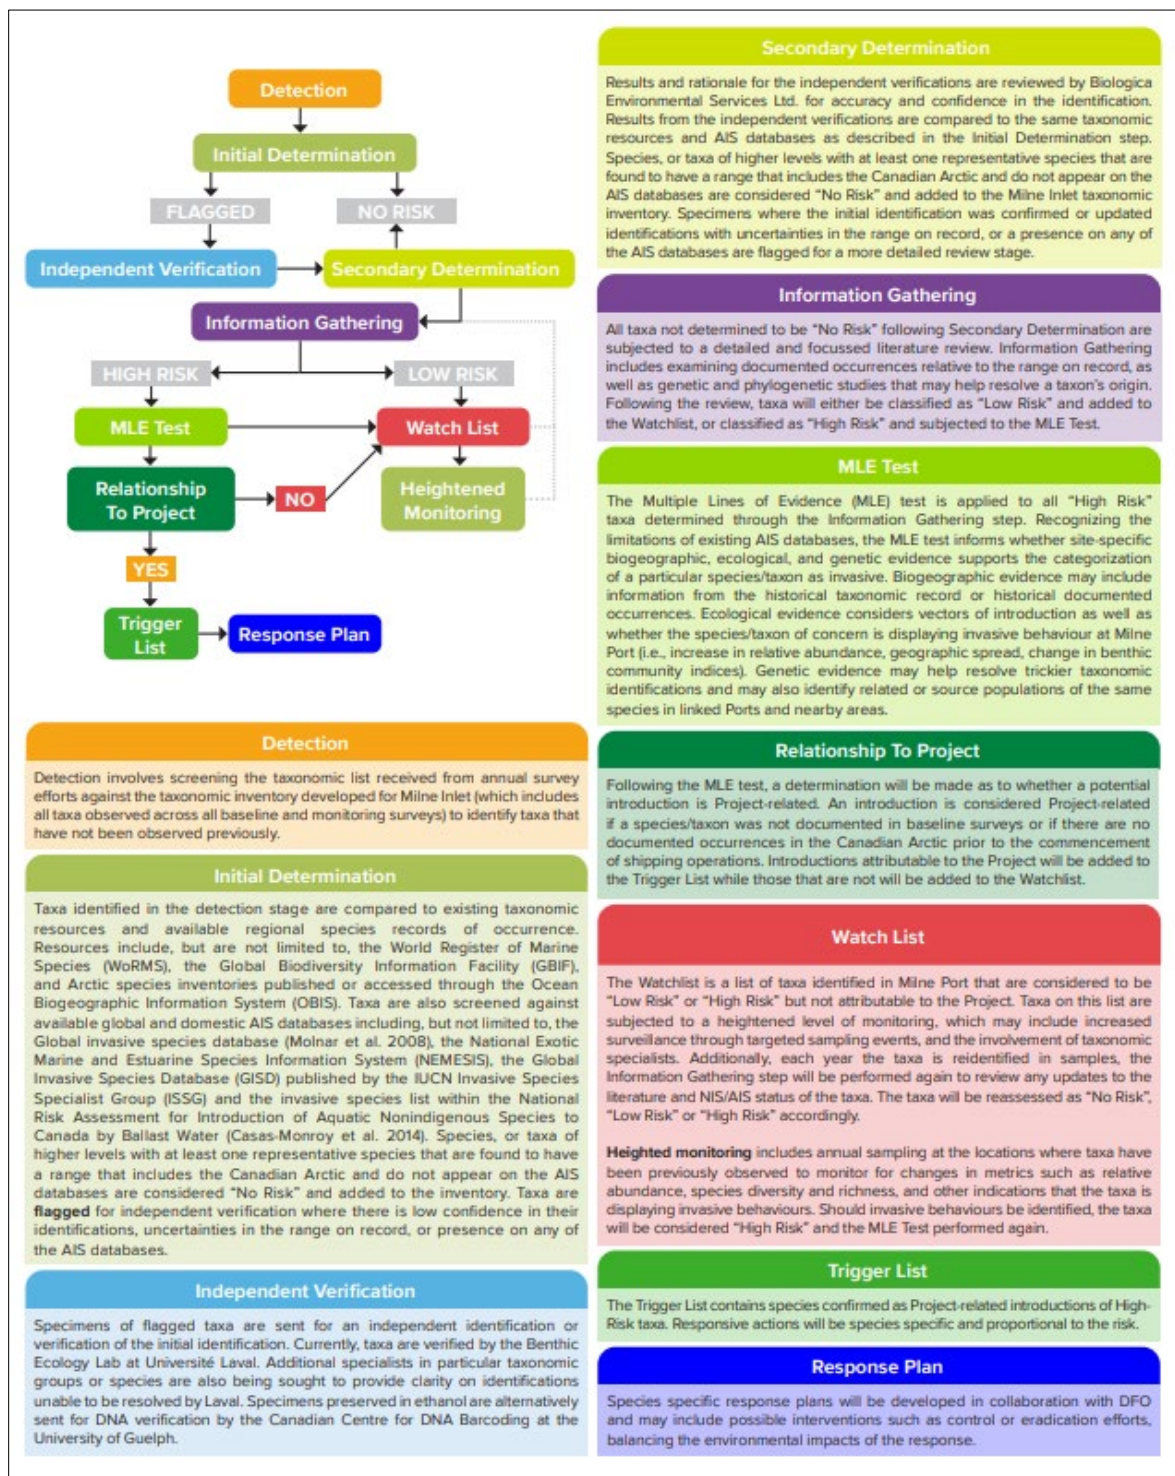 Detection
Initial Determination
FLAGGED
NO RISK
Independent Verification
Secondary Determination
Information Gathering
HIGH RISK
LOW RISK
MLE Test
Watch List
Relationship
To Project
NO
Heightened
Monitoring
YES
Trigger
List
Response Plan
Detection
Detection involves screening the taxonomic list received from annual survey
efforts against the taxonomic inventory developed for Milne Inlet (which includes
all taxa observed across all baseline and monitoring surveys) to identify taxa that
have not been observed previously.
Initial Determination
Taxa identified in the detection stage are compared to existing taxonomic
resources and available regional species records of occurrence.
Resources include, but are not limited to, the World Register of Marine
Species (WoRMS), the Global Biodiversity Information Facility (GBIF),
and Arctic species inventories published or accessed through the Ocean
Biogeographic Information System (OBIS). Taxa are also screened against
available global and domestic AIS databases including, but not limited to, the
Global invasive species database (Molnar et al. 2008), the National Exotic
Marine and Estuarine Species Information System (NEMESIS), the Global
Invasive Species Database (GISD) published by the IUCN Invasive Species
Specialist Group (ISSG) and the invasive species list within the National
Risk Assessment for Introduction of Aquatic Nonindigenous Species to
Canada by Ballast Water (Casas-Monroy et al. 2014). Species, or taxa of
higher levels with at least one representative species that are found to have
a range that includes the Canadian Arctic and do not appear on the AIS
databases are considered “No Risk” and added to the inventory. Taxa are
flagged for independent verification where there is low confidence in their
identifications, uncertainties in the range on record, or presence on any of
the AIS databases.
Independent Verification
Specimens of flagged taxa are sent for an independent identification or
verification of the initial identification. Currently, taxa are verified by the Benthic
Ecology Lab at Université Laval. Additional specialists in particular taxonomic
groups or species are also being sought to provide clarity on identifications
unable to be resolved by Laval. Specimens preserved in ethanol are alternatively
sent for DNA verification by the Canadian Centre for DNA Barcoding at the
University of Guelph.
Secondary Determination
Results and rationale for the independent verifications are reviewed by Biologica
Environmental Services Ltd. for accuracy and confidence in the identification.
Results from the independent verifications are compared to the same taxonomic
resources and AIS databases as described in the Initial Determination step.
Species, or taxa of higher levels with at least one representative species that are
found to have a range that includes the Canadian Arctic and do not appear on the
AIS databases are considered “No Risk” and added to the Milne Inlet taxonomic
inventory. Specimens where the initial identification was confirmed or updated
identifications with uncertainties in the range on record, or a presence on any of
the AIS databases are flagged for a more detailed review stage.
Information Gathering
All taxa not determined to be “No Risk” following Secondary Determination are
subjected to a detailed and focussed literature review. Information Gathering
includes examining documented occurrences relative to the range on record, as
well as genetic and phylogenetic studies that may help resolve a taxon’s origin.
Following the review, taxa will either be classified as “Low Risk” and added to
the Watchlist, or classified as “High Risk” and subjected to the MLE Test.
MLE Test
The Multiple Lines of Evidence (MLE) test is applied to all “High Risk”
taxa determined through the Information Gathering step. Recognizing the
limitations of existing AIS databases, the MLE test informs whether site-specific
biogeographic, ecological, and genetic evidence supports the categorization
of a particular species/taxon as invasive. Biogeographic evidence may include
information from the historical taxonomic record or historical documented
occurrences. Ecological evidence considers vectors of introduction as well as
whether the species/taxon of concern is displaying invasive behaviour at Milne
Port (i.e., increase in relative abundance, geographic spread, change in benthic
community indices). Genetic evidence may help resolve trickier taxonomic
identifications and may also identify related or source populations of the same
species in linked Ports and nearby areas.
Relationship To Project
Following the MLE test, a determination will be made as to whether a potential
introduction is Project-related. An introduction is considered Project-related
if a species/taxon was not documented in baseline surveys or if there are no
documented occurrences in the Canadian Arctic prior to the commencement
of shipping operations. Introductions attributable to the Project will be added to
the Trigger List while those that are not will be added to the Watchlist.
Watch List
The Watchlist is a list of taxa identified in Milne Port that are considered to be
“Low Risk” or “High Risk” but not attributable to the Project. Taxa on this list are
subjected to a heightened level of monitoring, which may include increased
surveillance through targeted sampling events, and the involvement of taxonomic
specialists. Additionally, each year the taxa is reidentified in samples, the
Information Gathering step will be performed again to review any updates to the
literature and NIS/AIS status of the taxa. The taxa will be reassessed as “No Risk”,
“Low Risk” or “High Risk” accordingly.
Heighted monitoring includes annual sampling at the locations where taxa have
been previously observed to monitor for changes in metrics such as relative
abundance, species diversity and richness, and other indications that the taxa is
displaying invasive behaviours. Should invasive behaviours be identified, the taxa
will be considered “High Risk” and the MLE Test performed again.
Trigger List
The Trigger List contains species confirmed as Project-related introductions of High-
Risk taxa. Responsive actions will be species specific and proportional to the risk.
Response Plan
Species specific response plans will be developed in collaboration with DFO
and may include possible interventions such as control or eradication efforts,
balancing the environmental impacts of the response.